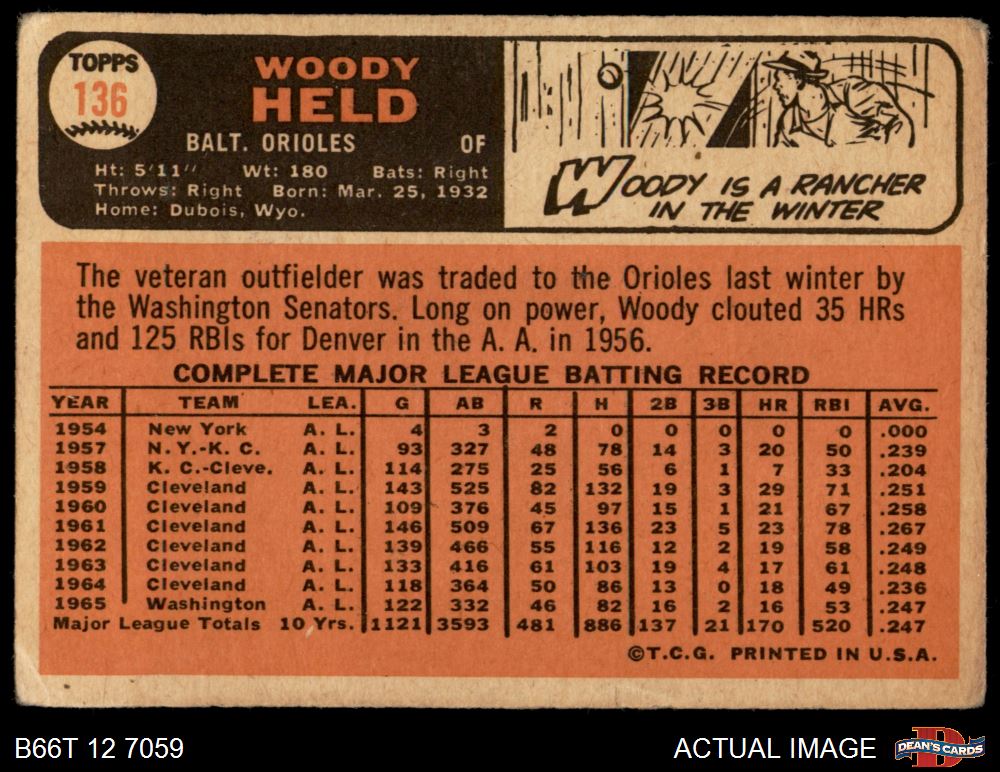 TOPPS
136
WOODY
HELD
BALT. ORIOLES OF
Ht: 5'11" Wt: 180 Bats: Right
Throws: Right Born: Mar. 25, 1932
Home: Dubois, Wyo.
WOODY IS A RANCHER
IN THE WINTER
The veteran outfielder was traded to the Orioles last winter by
the Washington Senators. Long on power, Woody clouted 35 HRs
and 125 RBIs for Denver in the A. A. in 1956.
COMPLETE MAJOR LEAGUE BATTING RECORD
YEAR TEAM LEA. G AB R H 2B 3B HR RBI AVG.
1954 New York A. L. 4 3 2 0 0 0 0 0 .000
1957 N. Y.-K. C. A. L. 93 327 48 78 14 3 20 50 .239
1958 K. C.-Cleve. A. L. 114 275 25 56 6 1 7 33 .204
1959 Cleveland A. L. 143 525 82 132 19 3 29 71 .251
1960 Cleveland A. L. 109 376 45 97 15 1 21 67 .258
1961 Cleveland A. L. 146 509 67 136 23 5 23 78 .267
1962 Cleveland A. L. 139 466 55 116 12 2 19 58 .249
1963 Cleveland A. L. 133 416 61 103 19 4 17 61 .248
1964 Cleveland A. L. 118 364 50 86 13 0 18 49 .236
1965 Washington A. L. 122 332 46 82 16 2 16 53 .247
Major League Totals 10 Yrs. 1121 3593 481 886 137 21 170 520 .247
©T.C.G. PRINTED IN U.S.A.
B66T 12 7059 ACTUAL IMAGE DEAN'S CARDS